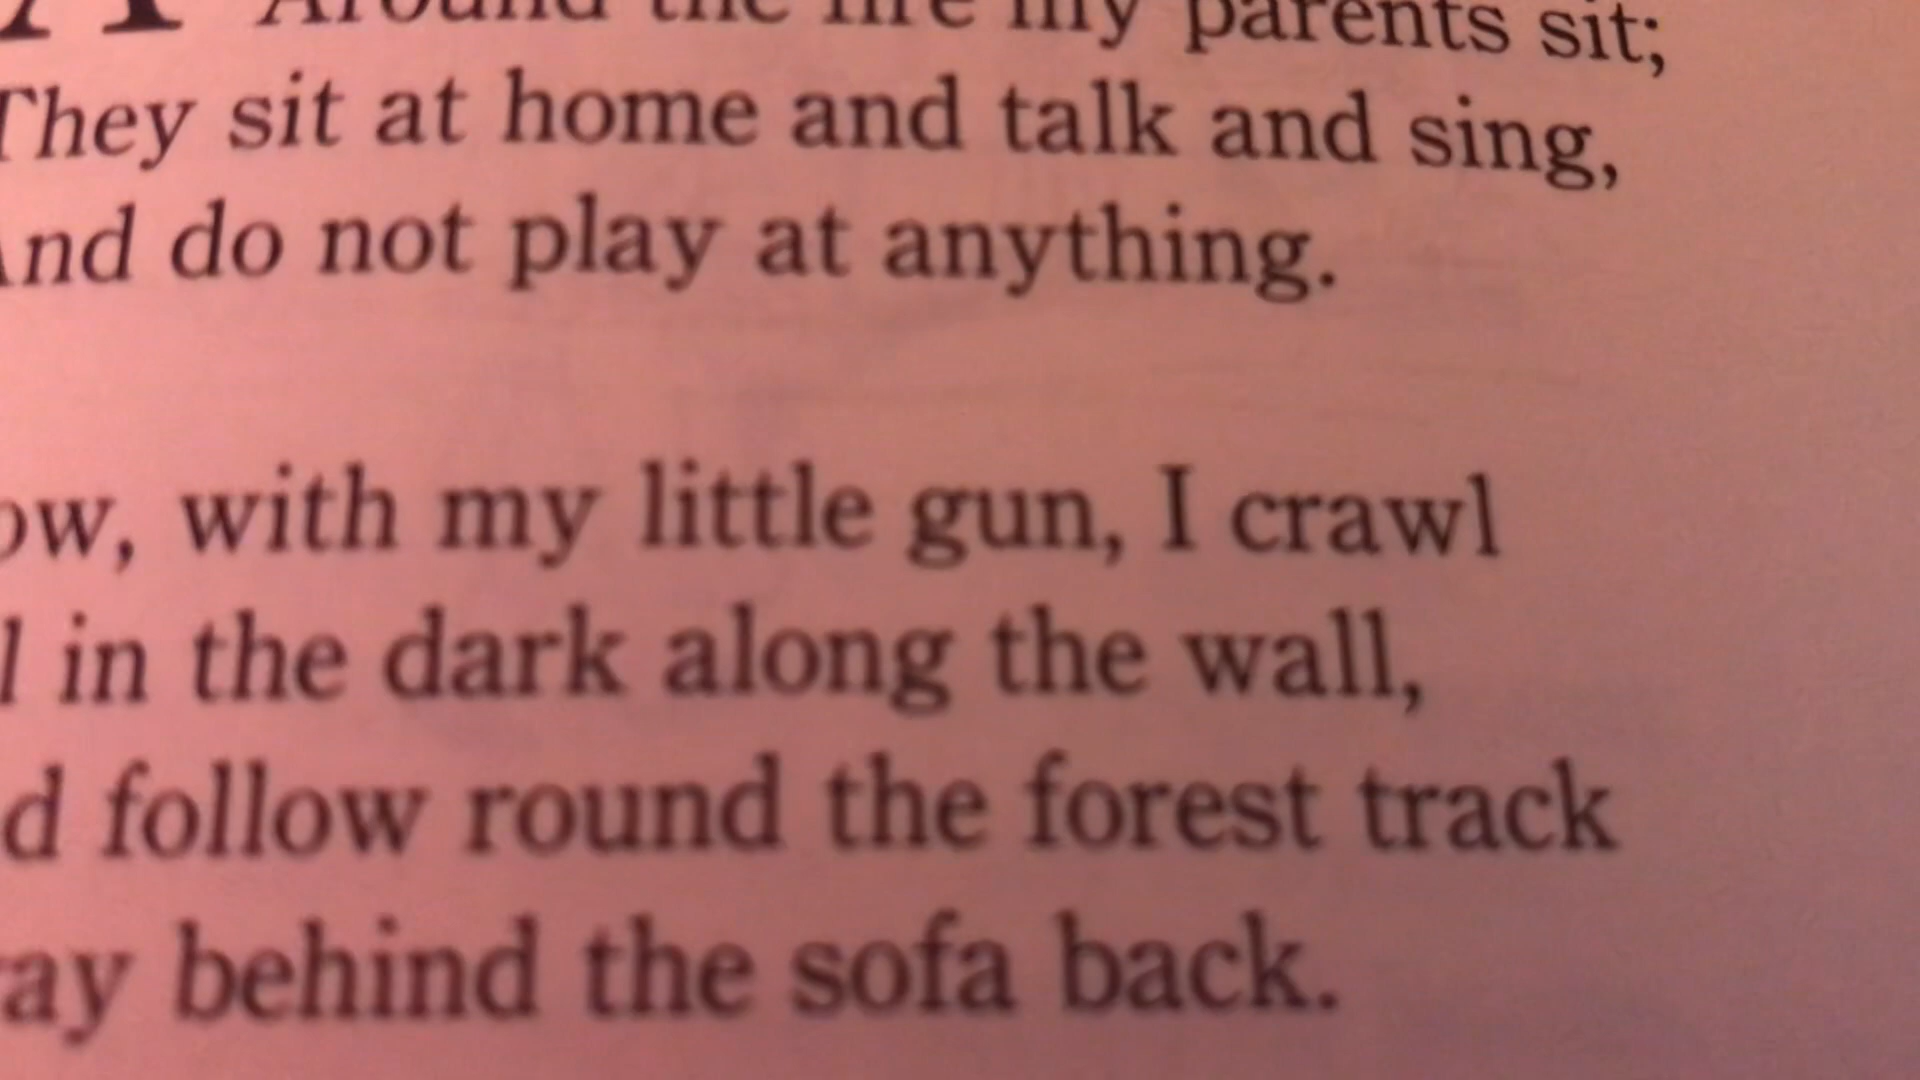 A Around the fire my parents sit;
They sit at home and talk and sing,
And do not play at anything.
ow, with my little gun, I crawl
l in the dark along the wall,
d follow round the forest track
ay behind the sofa back.